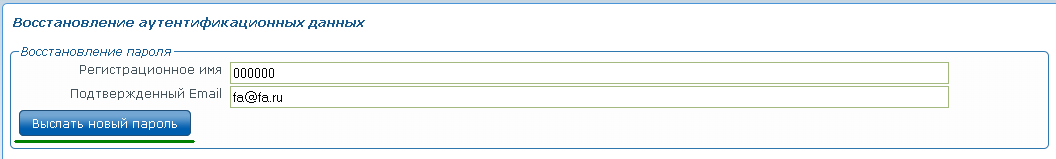 Восстановление аутентификационных данных
Восстановление пароля
Регистрационное имя 000000
Подтвержденный Email fa@fa.ru
Выслать новый пароль